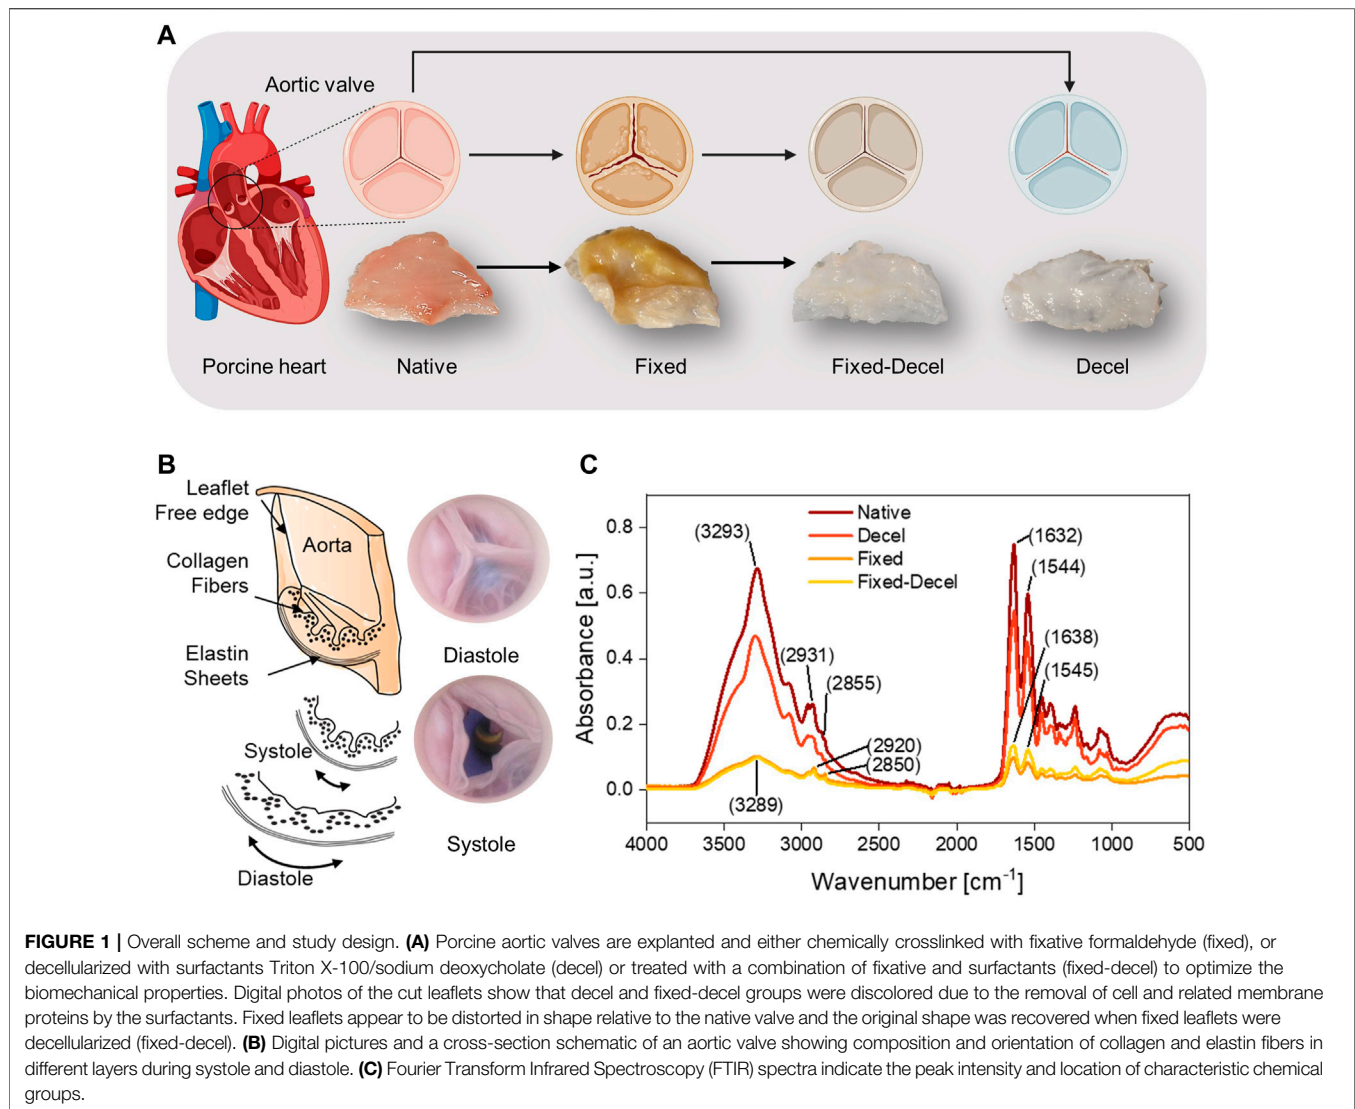 A
Aortic valve
Porcine heart
Native
Fixed
Fixed-Decel
Decel
B
Leaflet
Free edge
Aorta
Collagen
Fibers
Elastin
Sheets
Systole
Diastole
Diastole
Systole
C
Absorbance [a.u.]
0.8
0.6
0.4
0.2
0.0
Native
Decel
Fixed
Fixed-Decel
(3293)
(2931)
(2855)
(2920)
(2850)
(3289)
(1632)
(1544)
(1638)
(1545)
4000 3500 3000 2500 2000 1500 1000 500
Wavenumber [cm⁻¹]
FIGURE 1 | Overall scheme and study design. (A) Porcine aortic valves are explanted and either chemically crosslinked with fixative formaldehyde (fixed), or
decellularized with surfactants Triton X-100/sodium deoxycholate (decel) or treated with a combination of fixative and surfactants (fixed-decel) to optimize the
biomechanical properties. Digital photos of the cut leaflets show that decel and fixed-decel groups were discolored due to the removal of cell and related membrane
proteins by the surfactants. Fixed leaflets appear to be distorted in shape relative to the native valve and the original shape was recovered when fixed leaflets were
decellularized (fixed-decel). (B) Digital pictures and a cross-section schematic of an aortic valve showing composition and orientation of collagen and elastin fibers in
different layers during systole and diastole. (C) Fourier Transform Infrared Spectroscopy (FTIR) spectra indicate the peak intensity and location of characteristic chemical
groups.